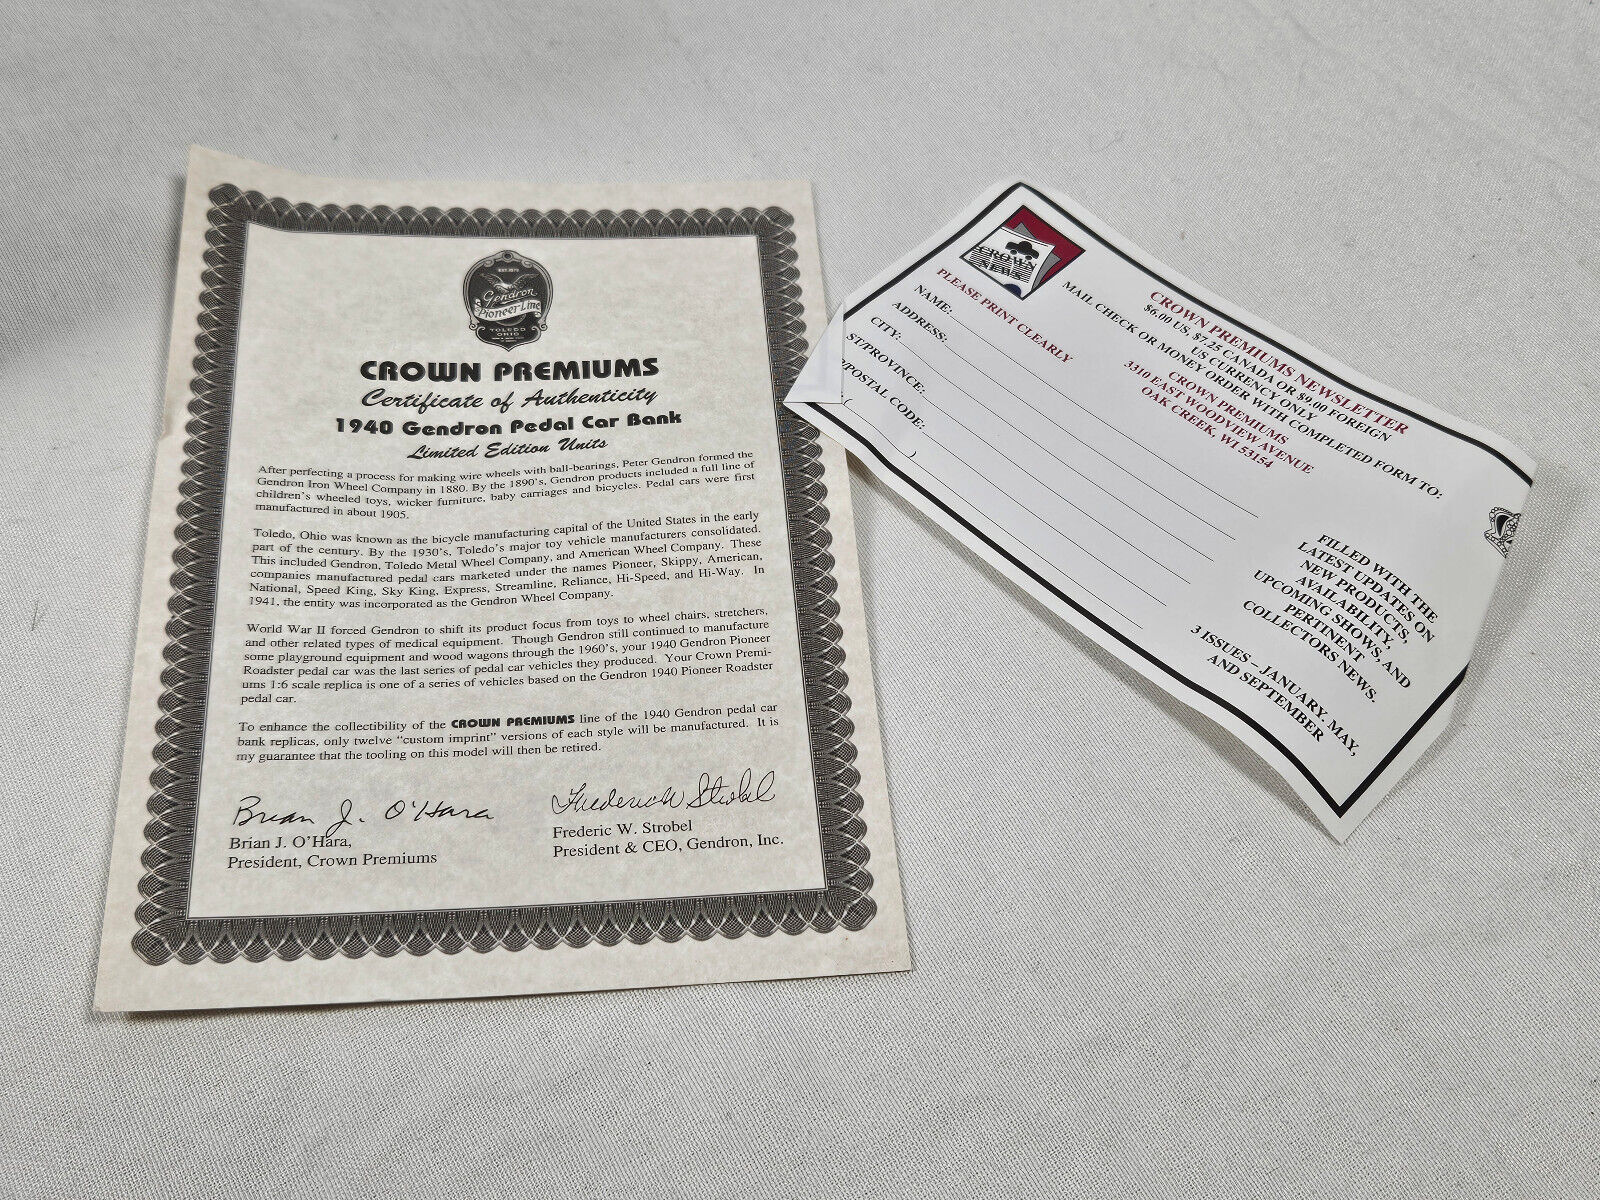 EST. 1872
Gendron
Pioneer Line
TOLEDO
OHIO
CROWN PREMIUMS
Certificate of Authenticity
1940 Gendron Pedal Car Bank
Limited Edition Units
After perfecting a process for making wire wheels with ball-bearings, Peter Gendron formed the
Gendron Iron Wheel Company in 1880. By the 1890's, Gendron products included a full line of
children's wheeled toys, wicker furniture, baby carriages and bicycles. Pedal cars were first
manufactured in about 1905.
Toledo, Ohio was known as the bicycle manufacturing capital of the United States in the early
part of the century. By the 1930's, Toledo's major toy vehicle manufacturers consolidated.
This included Gendron, Toledo Metal Wheel Company, and American Wheel Company. These
companies manufactured pedal cars marketed under the names Pioneer, Skippy, American,
National, Speed King, Sky King, Express, Streamline, Reliance, Hi-Speed, and Hi-Way. In
1941, the entity was incorporated as the Gendron Wheel Company.
World War II forced Gendron to shift its product focus from toys to wheel chairs, stretchers,
and other related types of medical equipment. Though Gendron still continued to manufacture
some playground equipment and wood wagons through the 1960's, your 1940 Gendron Pioneer
Roadster pedal car was the last series of pedal car vehicles they produced. Your Crown Premi-
ums 1:6 scale replica is one of a series of vehicles based on the Gendron 1940 Pioneer Roadster
pedal car.
To enhance the collectibility of the CROWN PREMIUMS line of the 1940 Gendron pedal car
bank replicas, only twelve "custom imprint" versions of each style will be manufactured. It is
my guarantee that the tooling on this model will then be retired.
Brian J. O'Hara
Frederic W Strobel
Brian J. O'Hara,
President, Crown Premiums
Frederic W. Strobel
President & CEO, Gendron, Inc.
CROWN
NEWS
CROWN PREMIUMS NEWSLETTER
$6.00 US, $7.25 CANADA OR $9.00 FOREIGN
US CURRENCY ONLY
MAIL CHECK OR MONEY ORDER WITH COMPLETED FORM TO:
CROWN PREMIUMS
3310 EAST WOODVIEW AVENUE
OAK CREEK, WI 53154
PLEASE PRINT CLEARLY
NAME:
ADDRESS:
CITY:
ST/PROVINCE:
/POSTAL CODE:
( )
FILLED WITH THE
LATEST UPDATES ON
NEW PRODUCTS,
AVAILABILITY,
UPCOMING SHOWS, AND
PERTINENT
COLLECTORS NEWS.
3 ISSUES – JANUARY, MAY,
AND SEPTEMBER